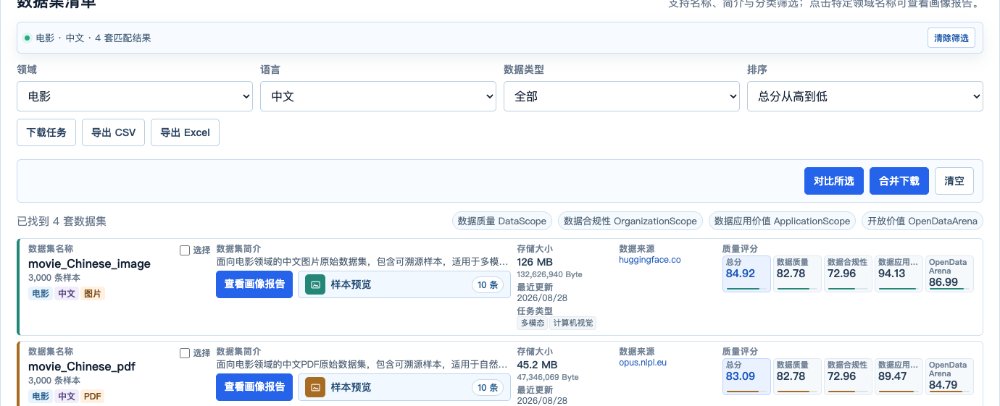 数据集清单
支持名称、简介与分类筛选；点击特定领域名称可查看画像报告。
电影 · 中文 · 4 套匹配结果
清除筛选
领域
语言
数据类型
排序
电影
中文
全部
总分从高到低
下载任务
导出 CSV
导出 Excel
对比所选
合并下载
清空
已找到 4 套数据集
数据质量 DataScope
数据合规性 OrganizationScope
数据应用价值 ApplicationScope
开放价值 OpenDataArena
数据集名称
movie_Chinese_image
3,000 条样本
电影
中文
图片
选择
数据集简介
面向电影领域的中文图片原始数据集，包含可溯源样本，适用于多模...
查看画像报告
样本预览
10 条
存储大小
126 MB
132,626,940 Byte
最近更新
2026/08/28
任务类型
多模态
计算机视觉
数据来源
huggingface.co
质量评分
总分
84.92
数据质量
82.78
数据合规性
72.96
数据应用...
94.13
OpenData
Arena
86.99
数据集名称
movie_Chinese_pdf
3,000 条样本
电影
中文
PDF
选择
数据集简介
面向电影领域的中文PDF原始数据集，包含可溯源样本，适用于自然...
查看画像报告
样本预览
10 条
存储大小
45.2 MB
47,346,069 Byte
最近更新
2026/08/28
数据来源
opus.nlpl.eu
质量评分
总分
83.09
数据质量
82.78
数据合规性
72.96
数据应用...
89.47
OpenData
Arena
84.79